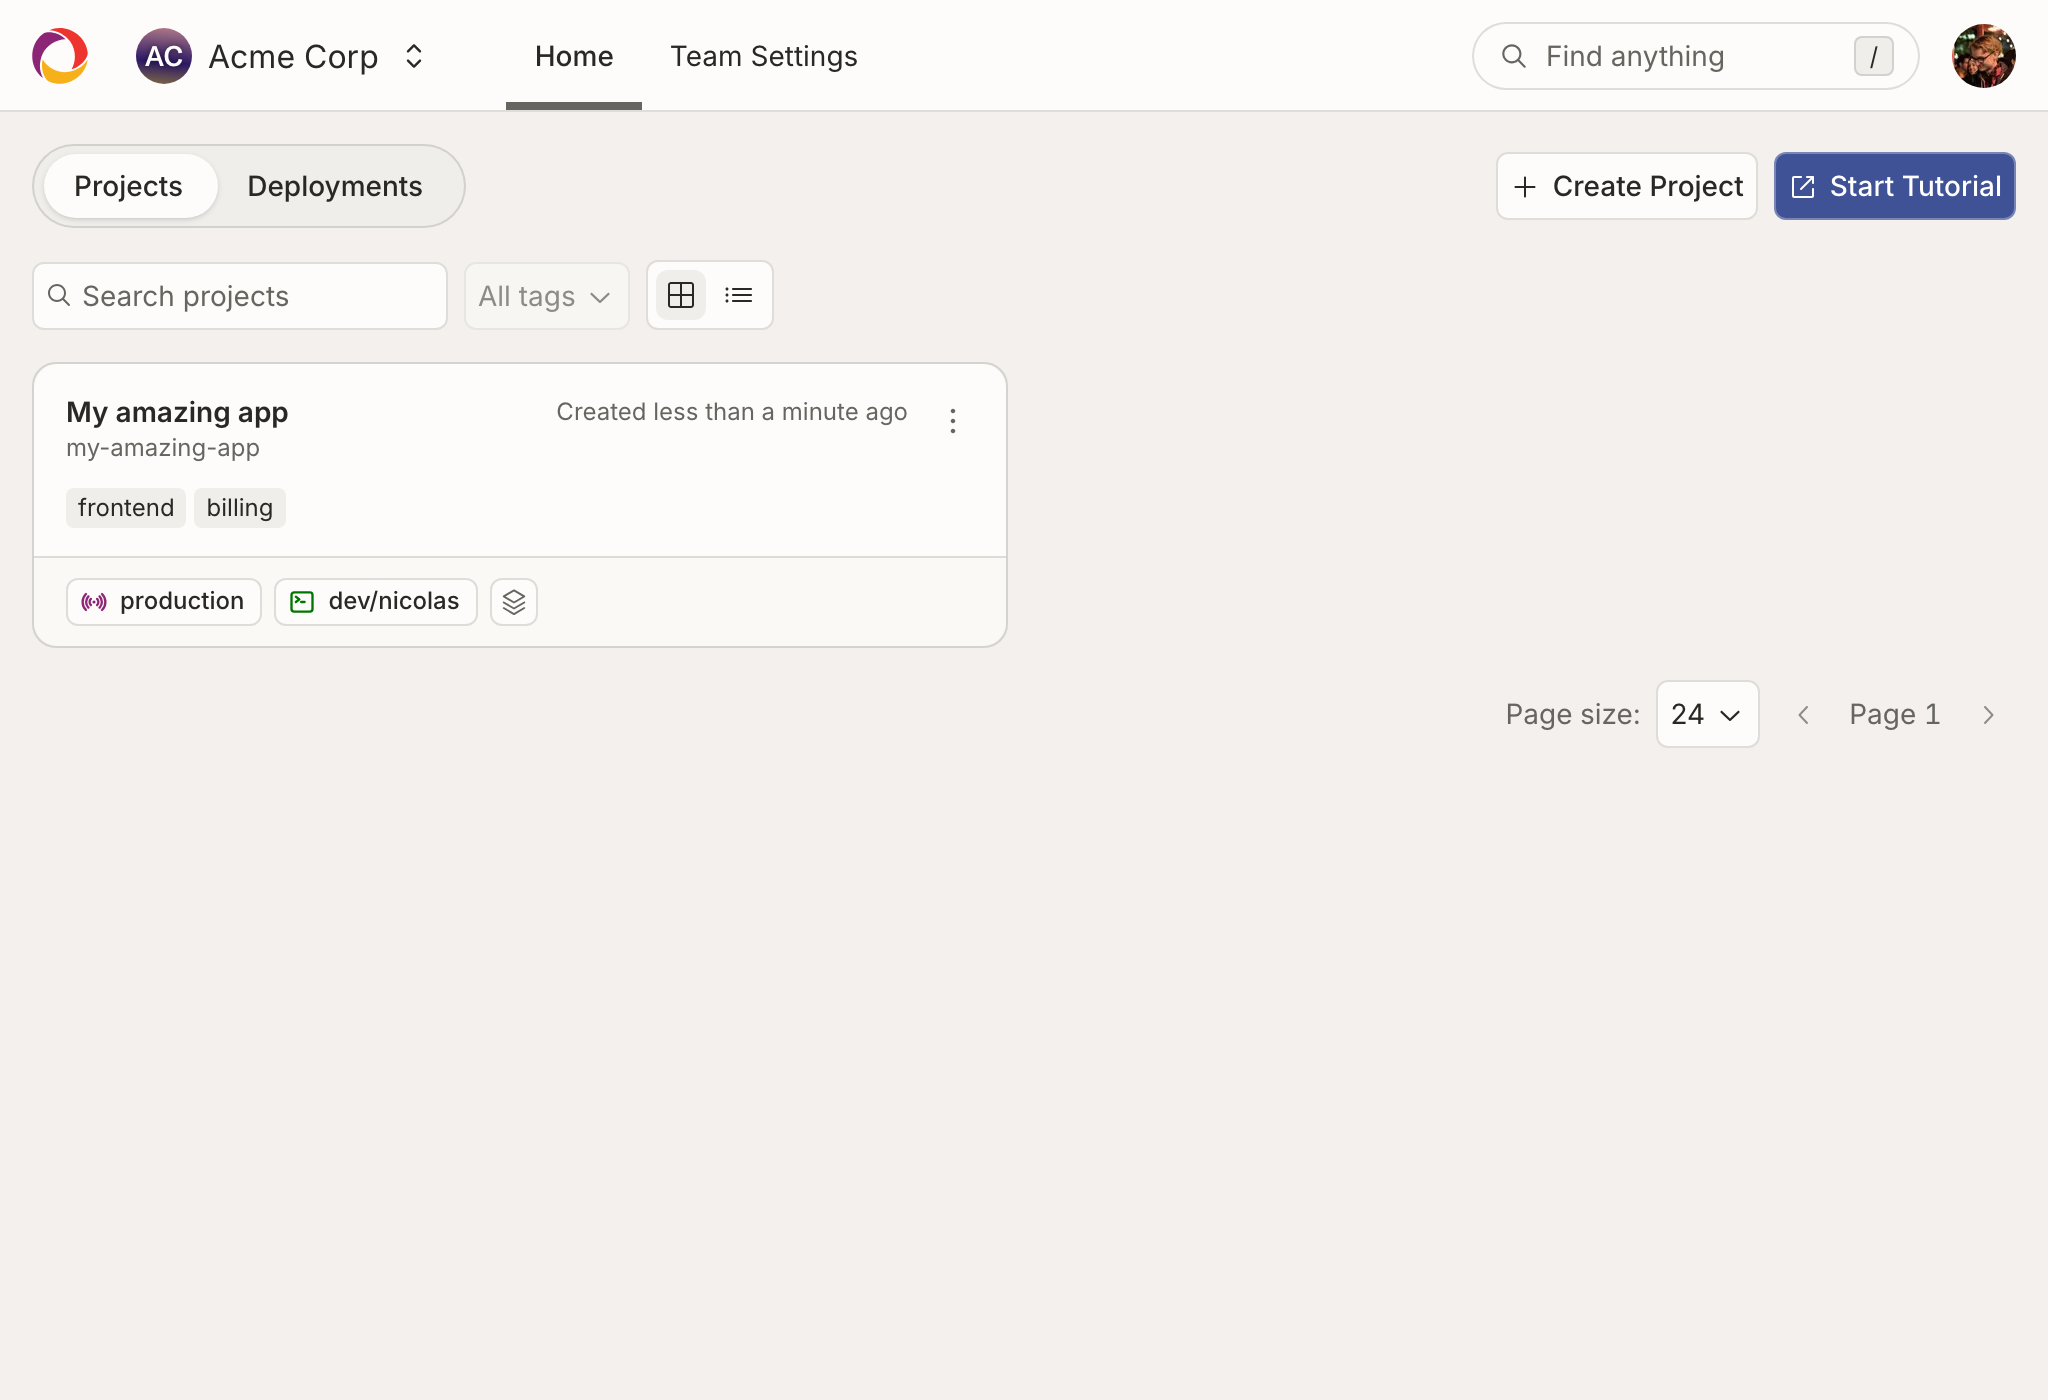 AC Acme Corp Home Team Settings Find anything /
Projects Deployments + Create Project Start Tutorial
Search projects All tags
My amazing app Created less than a minute ago
my-amazing-app
frontend billing
production dev/nicolas
Page size: 24 Page 1